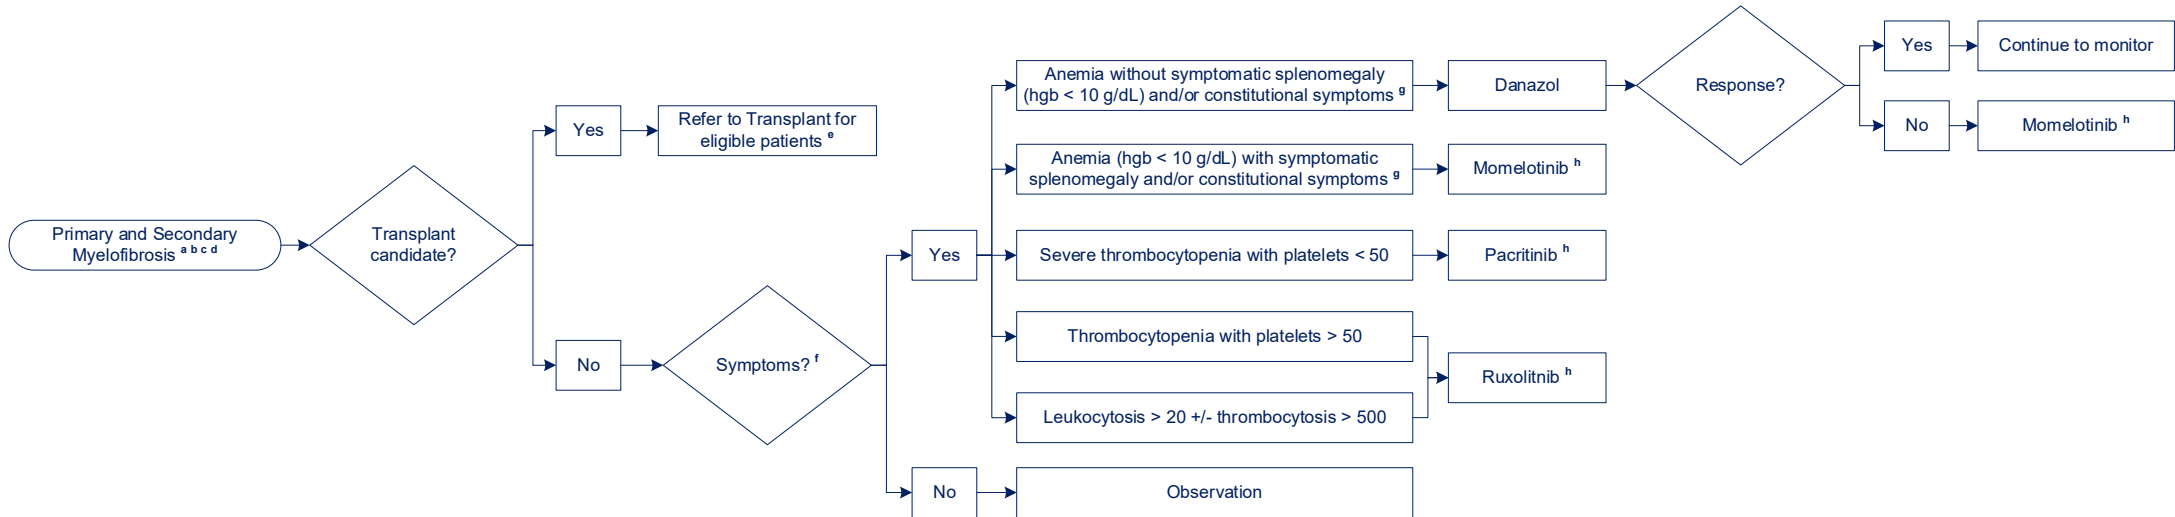 Primary and Secondary
Myelofibrosis a b c d
Transplant
candidate?
Yes
Refer to Transplant for
eligible patients e
No
Symptoms? f
Yes
Anemia without symptomatic splenomegaly
(hgb < 10 g/dL) and/or constitutional symptoms g
Danazol
Response?
Yes
Continue to monitor
No
Momelotinib h
Anemia (hgb < 10 g/dL) with symptomatic
splenomegaly and/or constitutional symptoms g
Momelotinib h
Severe thrombocytopenia with platelets < 50
Pacritinib h
Thrombocytopenia with platelets > 50
Leukocytosis > 20 +/- thrombocytosis > 500
Ruxolitnib h
No
Observation